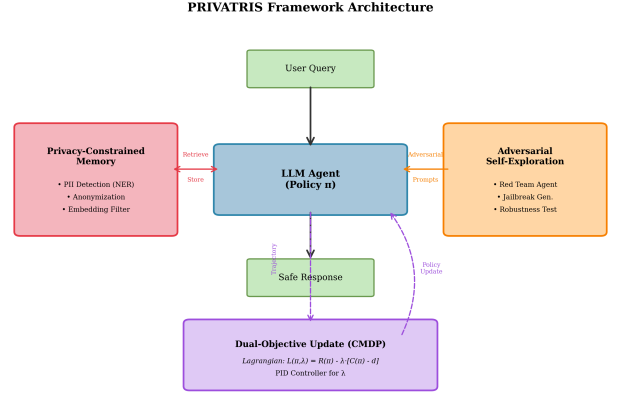 PRIVATRIS Framework Architecture
User Query
Privacy-Constrained
Memory
• PII Detection (NER)
• Anonymization
• Embedding Filter
Retrieve
Store
LLM Agent
(Policy π)
Adversarial
Prompts
Adversarial
Self-Exploration
• Red Team Agent
• Jailbreak Gen.
• Robustness Test
Trajectory
Safe Response
Policy
Update
Dual-Objective Update (CMDP)
Lagrangian: L(π,λ) = R(π) - λ·[C(π) - d]
PID Controller for λ